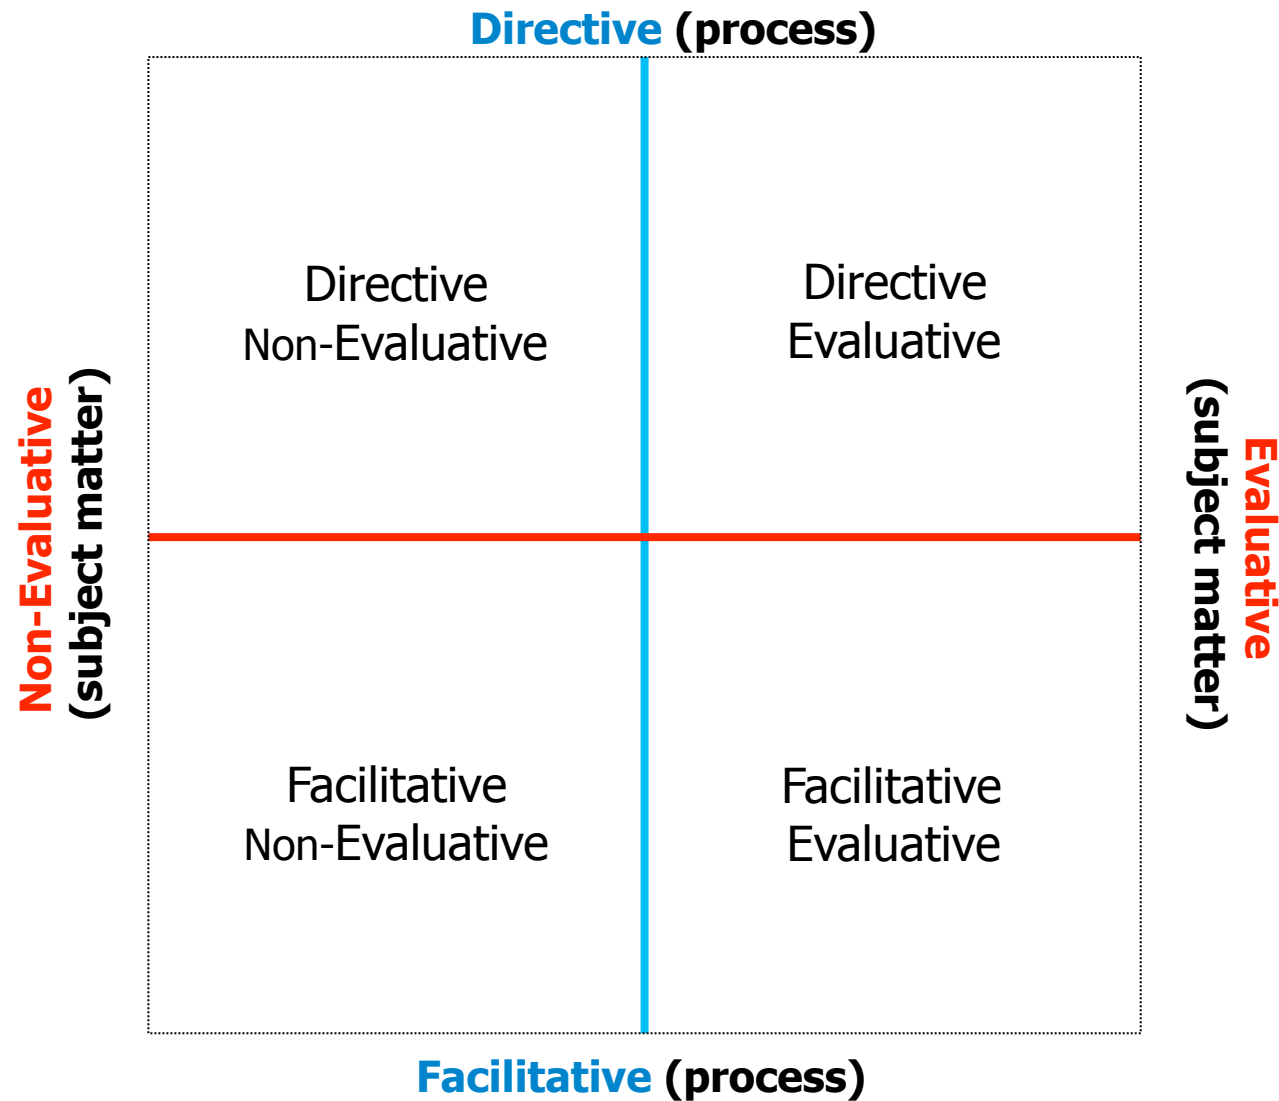 Directive (process)
Directive
Non-Evaluative
Directive
Evaluative
Non-Evaluative
(subject matter)
Evaluative
(subject matter)
Facilitative
Non-Evaluative
Facilitative
Evaluative
Facilitative (process)